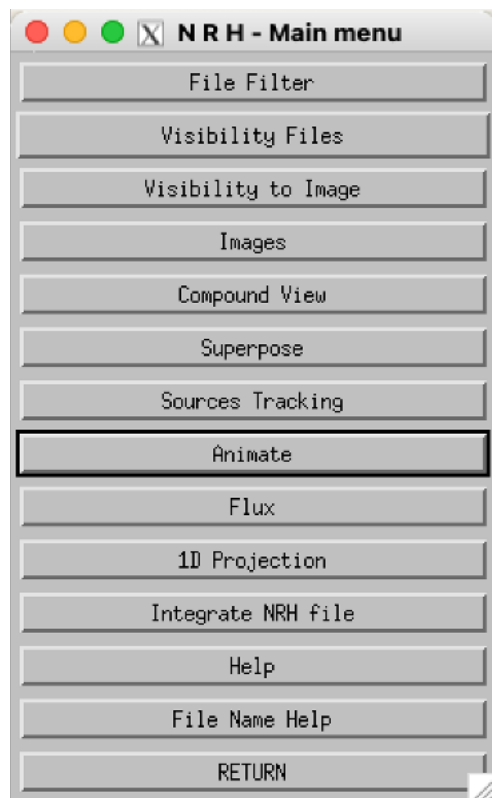 N R H - Main menu
File Filter
Visibility Files
Visibility to Image
Images
Compound View
Superpose
Sources Tracking
Animate
Flux
1D Projection
Integrate NRH file
Help
File Name Help
RETURN